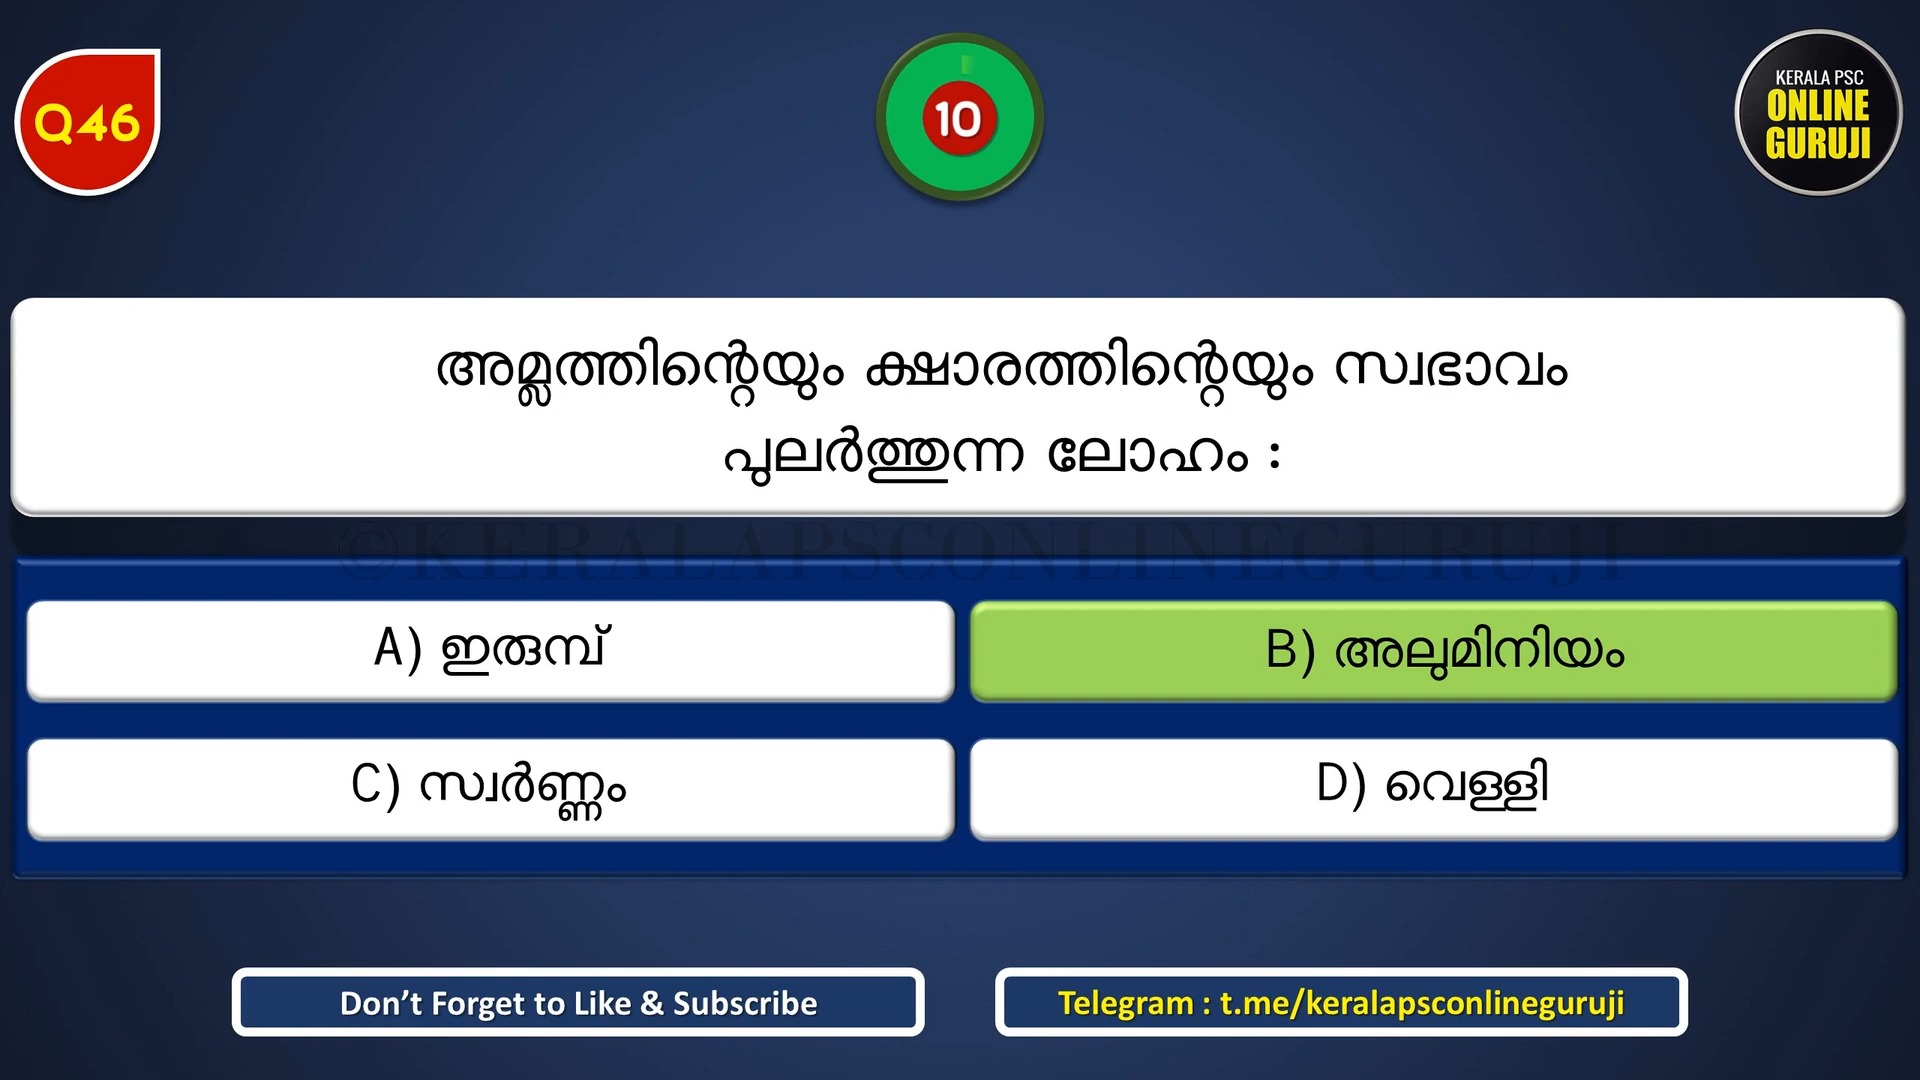 Q46
10
KERALA PSC
ONLINE
GURUJI
അമ്ലത്തിന്റെയും ക്ഷാരത്തിന്റെയും സ്വഭാവം
പുലർത്തുന്ന ലോഹം :
©KERALAPSCONLINEGURUJI
A) ഇരുമ്പ്
B) അലുമിനിയം
C) സ്വർണ്ണം
D) വെള്ളി
Don’t Forget to Like & Subscribe
Telegram : t.me/keralapsconlineguruji